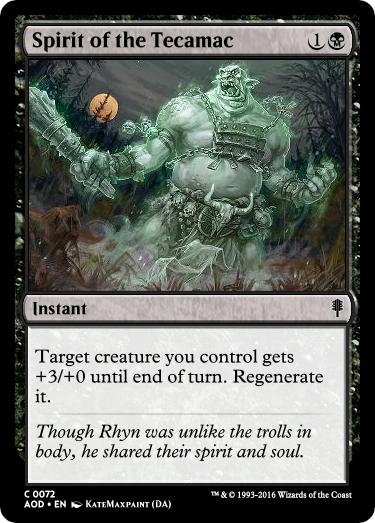 Spirit of the Tecamac 1
Instant
Target creature you control gets
+3/+0 until end of turn. Regenerate
it.
Though Rhyn was unlike the trolls in
body, he shared their spirit and soul.
C 0072
AOD • EN KateMaxpaint (DA)
™ & © 1993-2016 Wizards of the Coast